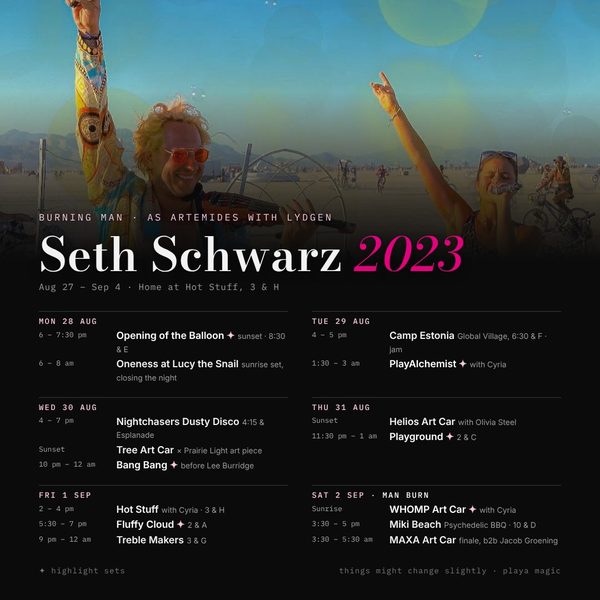 BURNING MAN · AS ARTEMIDES WITH LYDGEN
Seth Schwarz 2023
Aug 27 – Sep 4 · Home at Hot Stuff, 3 & H
MON 28 AUG
6 – 7:30 pm Opening of the Balloon ✦ sunset · 8:30
& E
6 – 8 am Oneness at Lucy the Snail sunrise set,
closing the night
TUE 29 AUG
4 – 5 pm Camp Estonia Global Village, 6:30 & F ·
jam
1:30 – 3 am PlayAlchemist ✦ with Cyria
WED 30 AUG
4 – 7 pm Nightchasers Dusty Disco 4:15 &
Esplanade
Sunset Tree Art Car × Prairie Light art piece
10 pm – 12 am Bang Bang ✦ before Lee Burridge
THU 31 AUG
Sunset Helios Art Car with Olivia Steel
11:30 pm – 1 am Playground ✦ 2 & C
FRI 1 SEP
2 – 4 pm Hot Stuff with Cyria · 3 & H
5:30 – 7 pm Fluffy Cloud ✦ 2 & A
9 pm – 12 am Treble Makers 3 & G
SAT 2 SEP · MAN BURN
Sunrise WHOMP Art Car ✦ with Cyria
3:30 – 5 pm Miki Beach Psychedelic BBQ · 10 & D
3:30 – 5:30 am MAXA Art Car finale, b2b Jacob Groening
✦ highlight sets
things might change slightly · playa magic